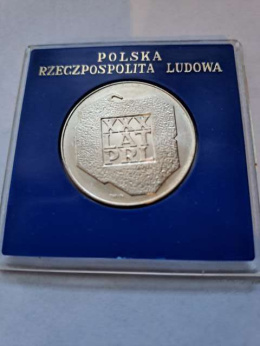 POLSKA
RZECZPOSPOLITA LUDOWA
XXX
LAT
PRL